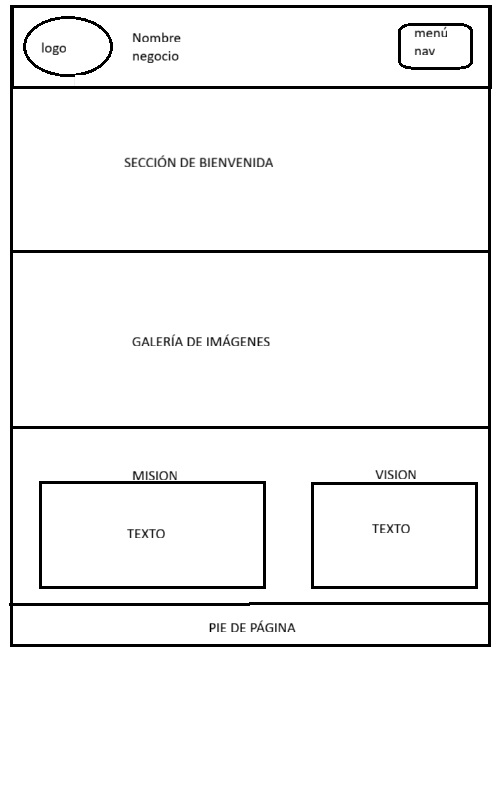 logo
Nombre
negocio
menú
nav
SECCIÓN DE BIENVENIDA
GALERÍA DE IMÁGENES
MISION
VISION
TEXTO
TEXTO
PIE DE PÁGINA